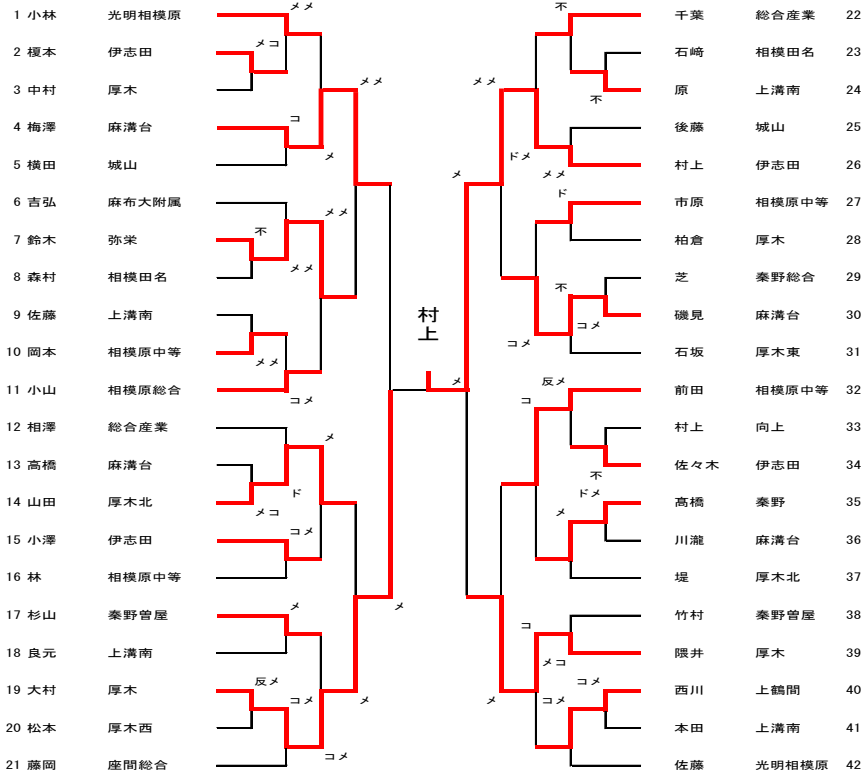 1 小林 光明相模原
2 榎本 伊志田
3 中村 厚木
4 梅澤 麻溝台
5 横田 城山
6 吉弘 麻布大附属
7 鈴木 弥栄
8 森村 相模田名
9 佐藤 上溝南
10 岡本 相模原中等
11 小山 相模原総合
12 相澤 総合産業
13 高橋 麻溝台
14 山田 厚木北
15 小澤 伊志田
16 林 相模原中等
17 杉山 秦野曽屋
18 良元 上溝南
19 大村 厚木
20 松本 厚木西
21 藤岡 座間総合
メメ
メコ
メメ
コ
メ
メメ
不
メメ
メメ
コメ
メ
ド
メコ
コメ
メ
メ
反メ
コメ
メ
コメ
村上
メ
不
メメ
不
ドメ
メメ
メ
ド
不
コメ
コメ
反メ
コ
不
ドメ
メ
コ
メコ
コメ
コメ
メ
千葉 総合産業 22
石﨑 相模田名 23
原 上溝南 24
後藤 城山 25
村上 伊志田 26
市原 相模原中等 27
柏倉 厚木 28
芝 秦野総合 29
磯見 麻溝台 30
石坂 厚木東 31
前田 相模原中等 32
村上 向上 33
佐々木 伊志田 34
高橋 秦野 35
川瀧 麻溝台 36
堤 厚木北 37
竹村 秦野曽屋 38
隈井 厚木 39
西川 上鶴間 40
本田 上溝南 41
佐藤 光明相模原 42